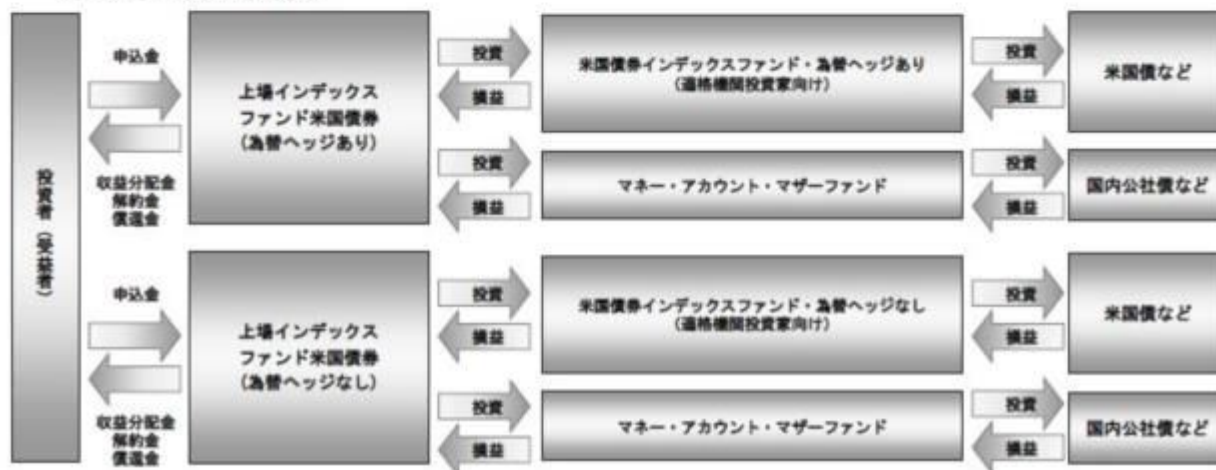 投資者（受益者）
申込金
収益分配金
解約金
償還金
上場インデックス
ファンド米国債券
（為替ヘッジあり）
投資
損益
米国債券インデックスファンド・為替ヘッジあり
（適格機関投資家向け）
投資
損益
米国債など
投資
損益
マネー・アカウント・マザーファンド
投資
損益
国内公社債など
申込金
収益分配金
解約金
償還金
上場インデックス
ファンド米国債券
（為替ヘッジなし）
投資
損益
米国債券インデックスファンド・為替ヘッジなし
（適格機関投資家向け）
投資
損益
米国債など
投資
損益
マネー・アカウント・マザーファンド
投資
損益
国内公社債など